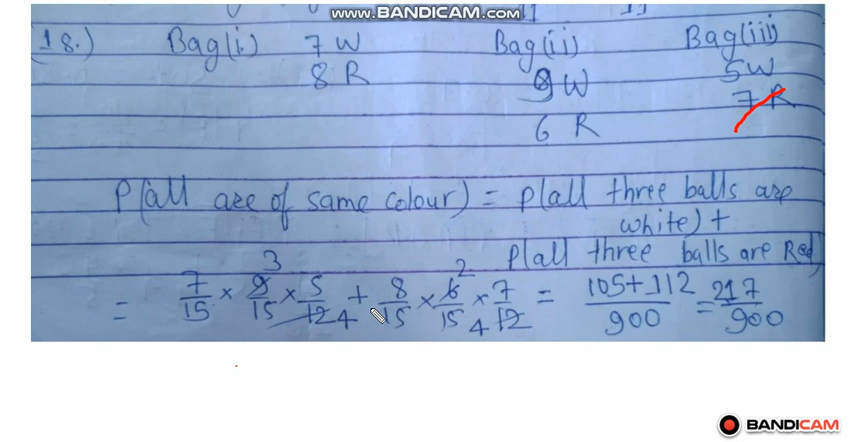 www.BANDICAM.com
(18.) Bag(i) 7 W Bag(ii) Bag(iii)
8 R 9 W 5 W
7 R
6 R
P(all are of same colour) = P(all three balls are
white) +
P(all three balls are Red)
= 7/15 × 9/15 3 × 5/12 4 + 8/15 × 6/15 2 × 7/12 4 = 105+112/900 = 217/900
BANDICAM